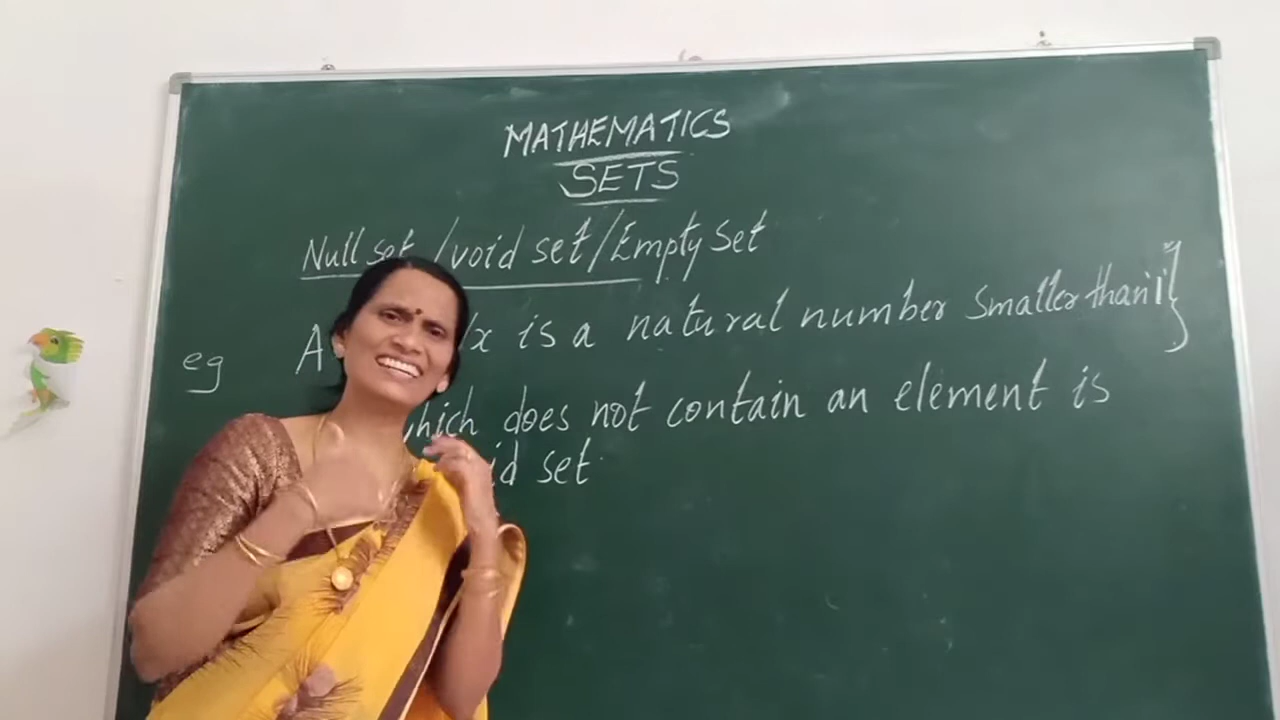 MATHEMATICS
SETS
Null set /void set/Empty set
eg A /x is a natural number smaller than 1}
which does not contain an element is
set